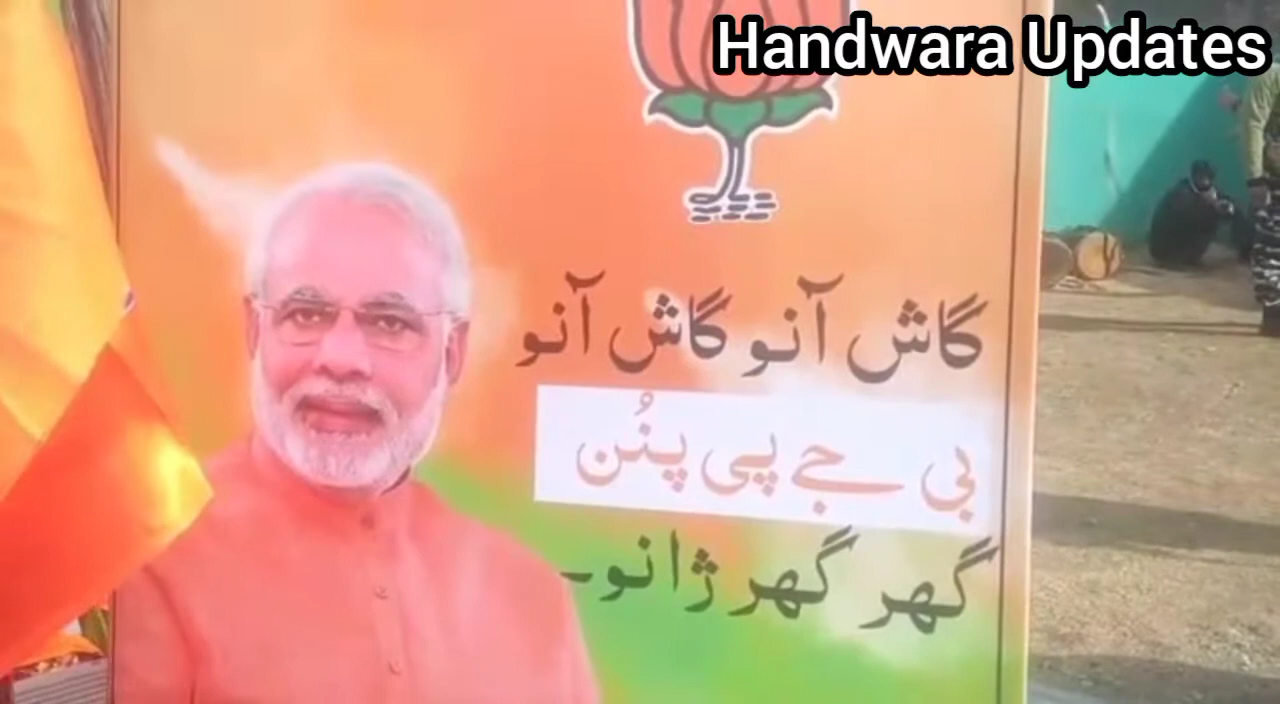 Handwara Updates
گاش آنو گاش آنو
بی جے پی پنُن
گھر گھر ژانو۔